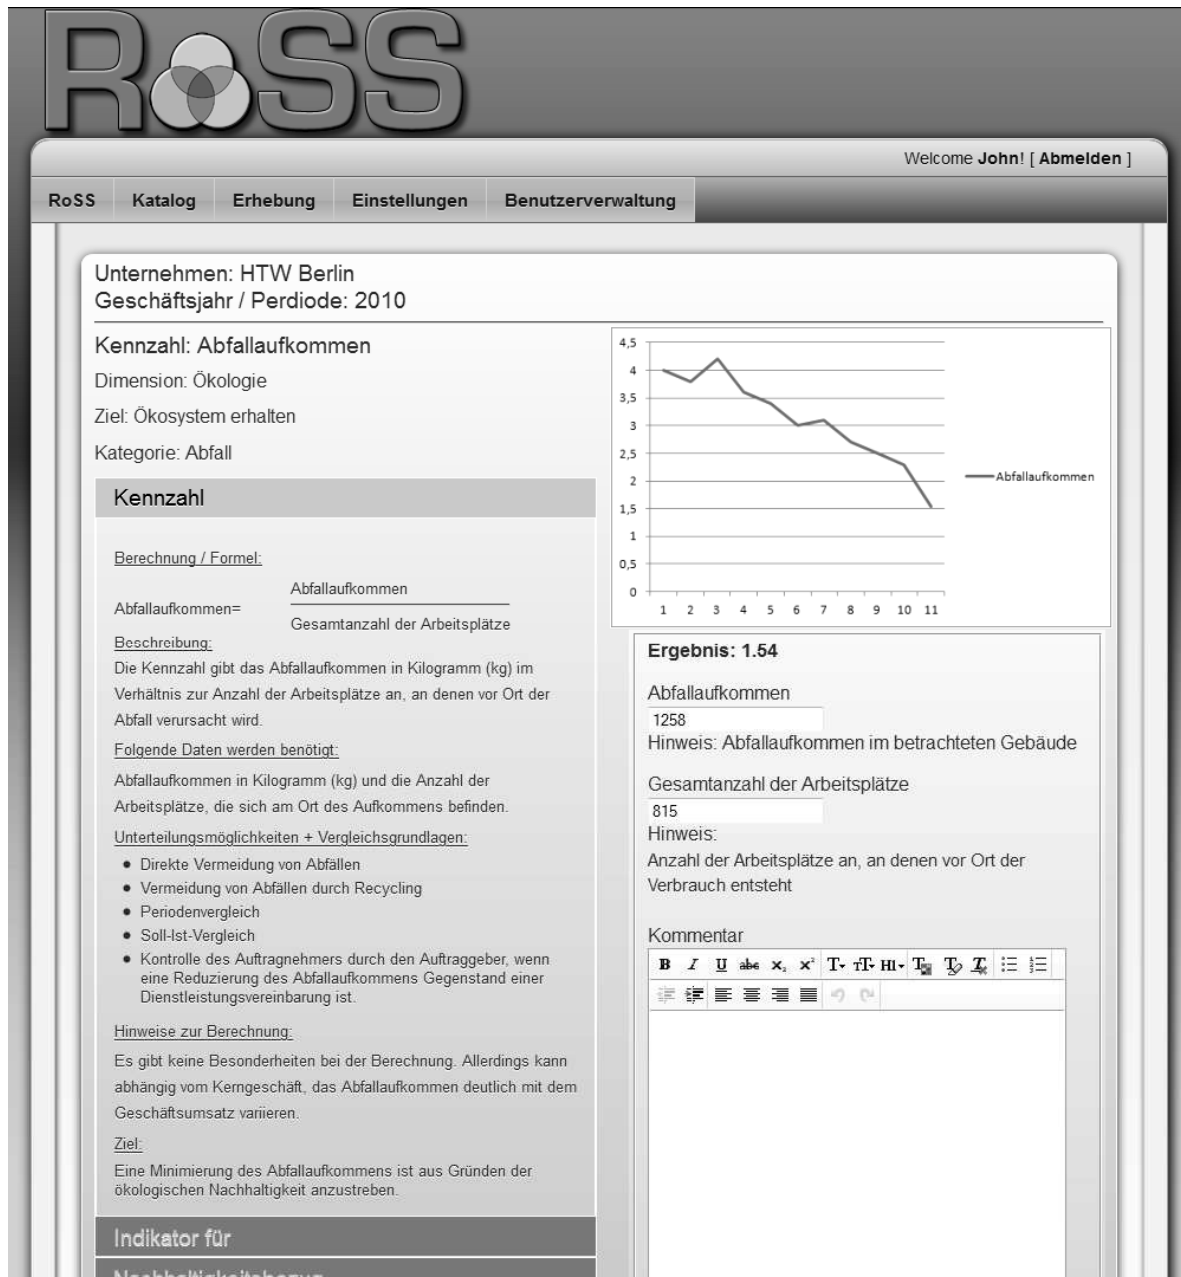 RoSS
Welcome John! [ Abmelden ]
RoSS Katalog Erhebung Einstellungen Benutzerverwaltung
Unternehmen: HTW Berlin
Geschäftsjahr / Perdiode: 2010
Kennzahl: Abfallaufkommen
Dimension: Ökologie
Ziel: Ökosystem erhalten
Kategorie: Abfall
Kennzahl
Berechnung / Formel:
Abfallaufkommen
Abfallaufkommen=
Gesamtanzahl der Arbeitsplätze
Beschreibung:
Die Kennzahl gibt das Abfallaufkommen in Kilogramm (kg) im
Verhältnis zur Anzahl der Arbeitsplätze an, an denen vor Ort der
Abfall verursacht wird.
Folgende Daten werden benötigt:
Abfallaufkommen in Kilogramm (kg) und die Anzahl der
Arbeitsplätze, die sich am Ort des Aufkommens befinden.
Unterteilungsmöglichkeiten + Vergleichsgrundlagen:
• Direkte Vermeidung von Abfällen
• Vermeidung von Abfällen durch Recycling
• Periodenvergleich
• Soll-Ist-Vergleich
• Kontrolle des Auftragnehmers durch den Auftraggeber, wenn
eine Reduzierung des Abfallaufkommens Gegenstand einer
Dienstleistungsvereinbarung ist.
Hinweise zur Berechnung:
Es gibt keine Besonderheiten bei der Berechnung. Allerdings kann
abhängig vom Kerngeschäft, das Abfallaufkommen deutlich mit dem
Geschäftsumsatz variieren.
Ziel:
Eine Minimierung des Abfallaufkommens ist aus Gründen der
ökologischen Nachhaltigkeit anzustreben.
Indikator für
Nachhaltigkeitsbezug
4,5
4
3,5
3
2,5
2
1,5
1
0,5
0
1 2 3 4 5 6 7 8 9 10 11
Abfallaufkommen
Ergebnis: 1.54
Abfallaufkommen
1258
Hinweis: Abfallaufkommen im betrachteten Gebäude
Gesamtanzahl der Arbeitsplätze
815
Hinweis:
Anzahl der Arbeitsplätze an, an denen vor Ort der
Verbrauch entsteht
Kommentar
B I U abc x₂ x² T tT H1 T T T